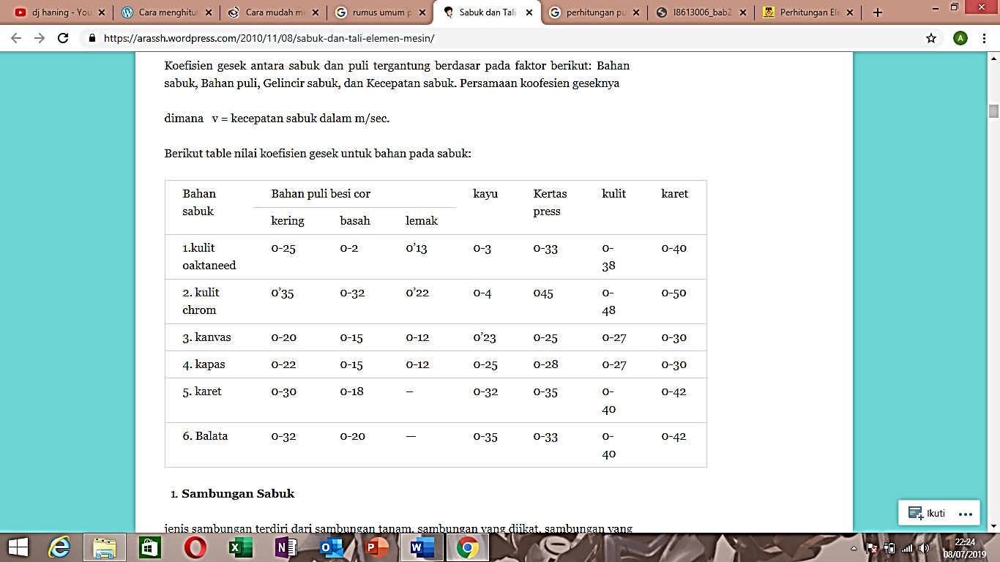 dj haning - You
Cara menghitur
Cara mudah me
rumus umum p
Sabuk dan Tali
perhitungan pu
I8613006_bab2
Perhitungan Ele
https://arassh.wordpress.com/2010/11/08/sabuk-dan-tali-elemen-mesin/
A
Koefisien gesek antara sabuk dan puli tergantung berdasar pada faktor berikut: Bahan
sabuk, Bahan puli, Gelincir sabuk, dan Kecepatan sabuk. Persamaan koofesien geseknya
dimana v = kecepatan sabuk dalam m/sec.
Berikut table nilai koefisien gesek untuk bahan pada sabuk:
Bahan sabuk Bahan puli besi cor kayu Kertas press kulit karet
kering basah lemak
1.kulit oaktaneed 0-25 0-2 0’13 0-3 0-33 0-38 0-40
2. kulit chrom 0’35 0-32 0’22 0-4 045 0-48 0-50
3. kanvas 0-20 0-15 0-12 0’23 0-25 0-27 0-30
4. kapas 0-22 0-15 0-12 0-25 0-28 0-27 0-30
5. karet 0-30 0-18 – 0-32 0-35 0-40 0-42
6. Balata 0-32 0-20 — 0-35 0-33 0-40 0-42
1. Sambungan Sabuk
jenis sambungan terdiri dari sambungan tanam, sambungan yang diikat, sambungan yang
Ikuti
22:24
08/07/2019